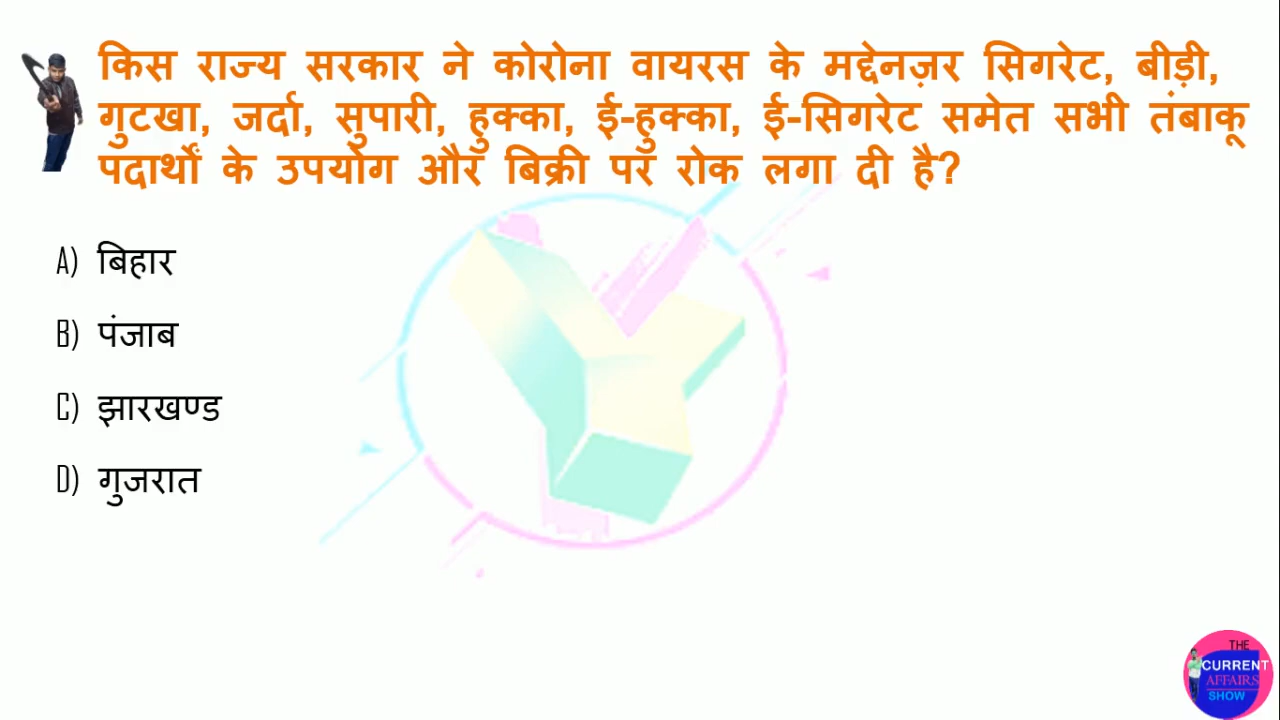 किस राज्य सरकार ने कोरोना वायरस के मद्देनज़र सिगरेट, बीड़ी,
गुटखा, जर्दा, सुपारी, हुक्का, ई-हुक्का, ई-सिगरेट समेत सभी तंबाकू
पदार्थों के उपयोग और बिक्री पर रोक लगा दी है?
A) बिहार
B) पंजाब
C) झारखण्ड
D) गुजरात
THE
CURRENT
AFFAIRS
SHOW